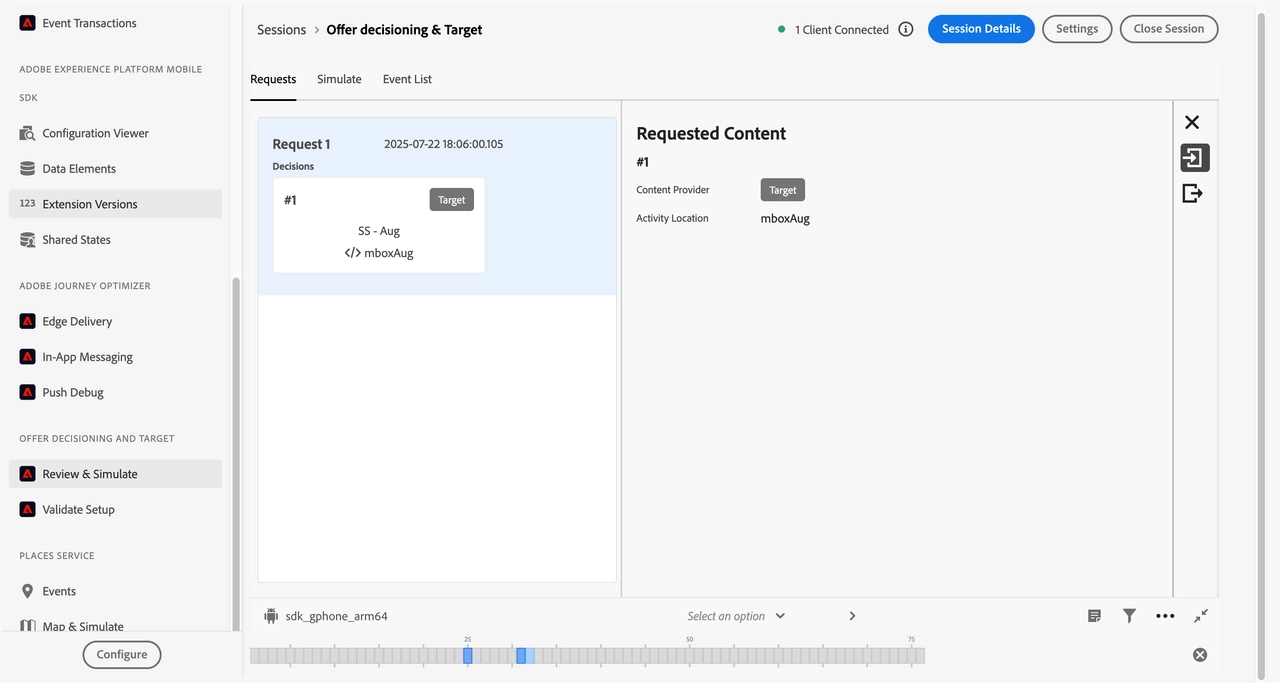 Event Transactions
ADOBE EXPERIENCE PLATFORM MOBILE
SDK
Configuration Viewer
Data Elements
123 Extension Versions
Shared States
ADOBE JOURNEY OPTIMIZER
Edge Delivery
In-App Messaging
Push Debug
OFFER DECISIONING AND TARGET
Review & Simulate
Validate Setup
PLACES SERVICE
Events
Map & Simulate
Configure
Sessions > Offer decisioning & Target
1 Client Connected
Session Details
Settings
Close Session
Requests Simulate Event List
Request 1 2025-07-22 18:06:00.105
Decisions
#1 Target
SS - Aug
</> mboxAug
Requested Content
#1
Content Provider Target
Activity Location mboxAug
sdk_gphone_arm64 Select an option
25 50 75